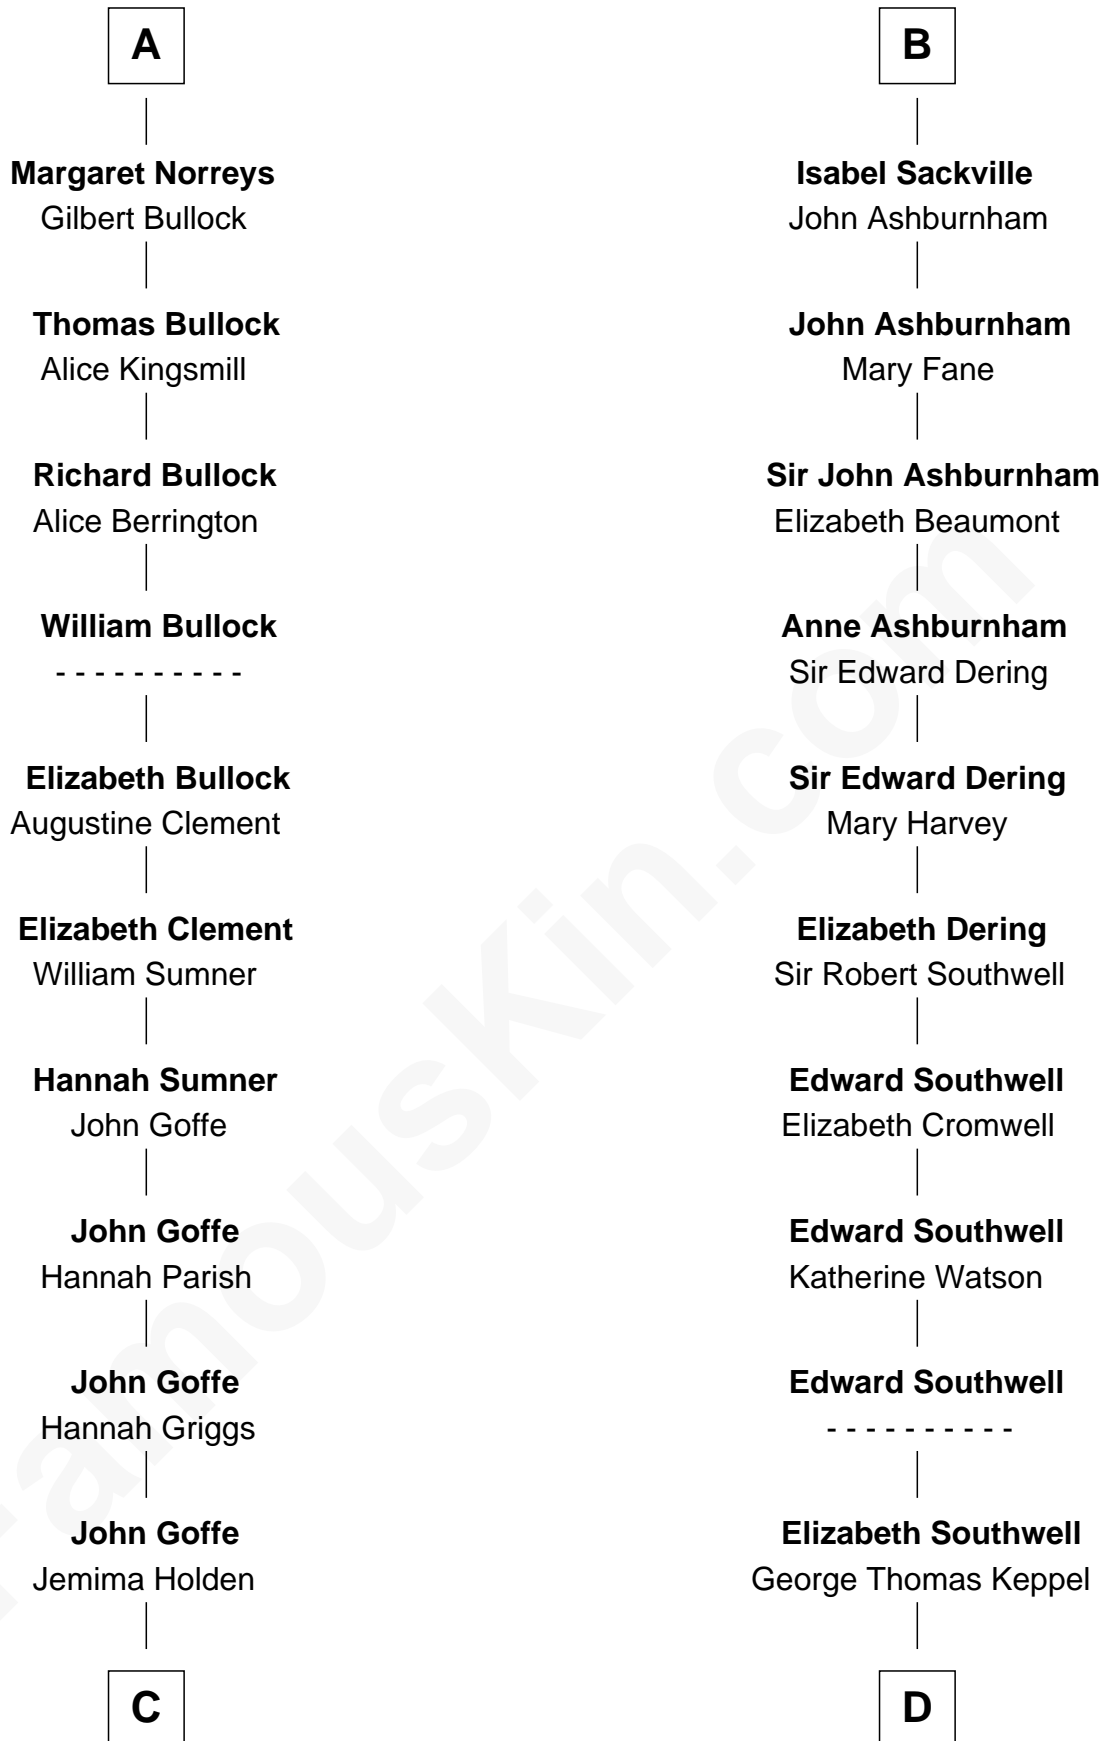 A
Margaret Norreys
Gilbert Bullock
Thomas Bullock
Alice Kingsmill
Richard Bullock
Alice Berrington
William Bullock
- - - - - - - - - -
Elizabeth Bullock
Augustine Clement
Elizabeth Clement
William Sumner
Hannah Sumner
John Goffe
John Goffe
Hannah Parish
John Goffe
Hannah Griggs
John Goffe
Jemima Holden
C
B
Isabel Sackville
John Ashburnham
John Ashburnham
Mary Fane
Sir John Ashburnham
Elizabeth Beaumont
Anne Ashburnham
Sir Edward Dering
Sir Edward Dering
Mary Harvey
Elizabeth Dering
Sir Robert Southwell
Edward Southwell
Elizabeth Cromwell
Edward Southwell
Katherine Watson
Edward Southwell
- - - - - - - - - -
Elizabeth Southwell
George Thomas Keppel
D
FamousKin.com